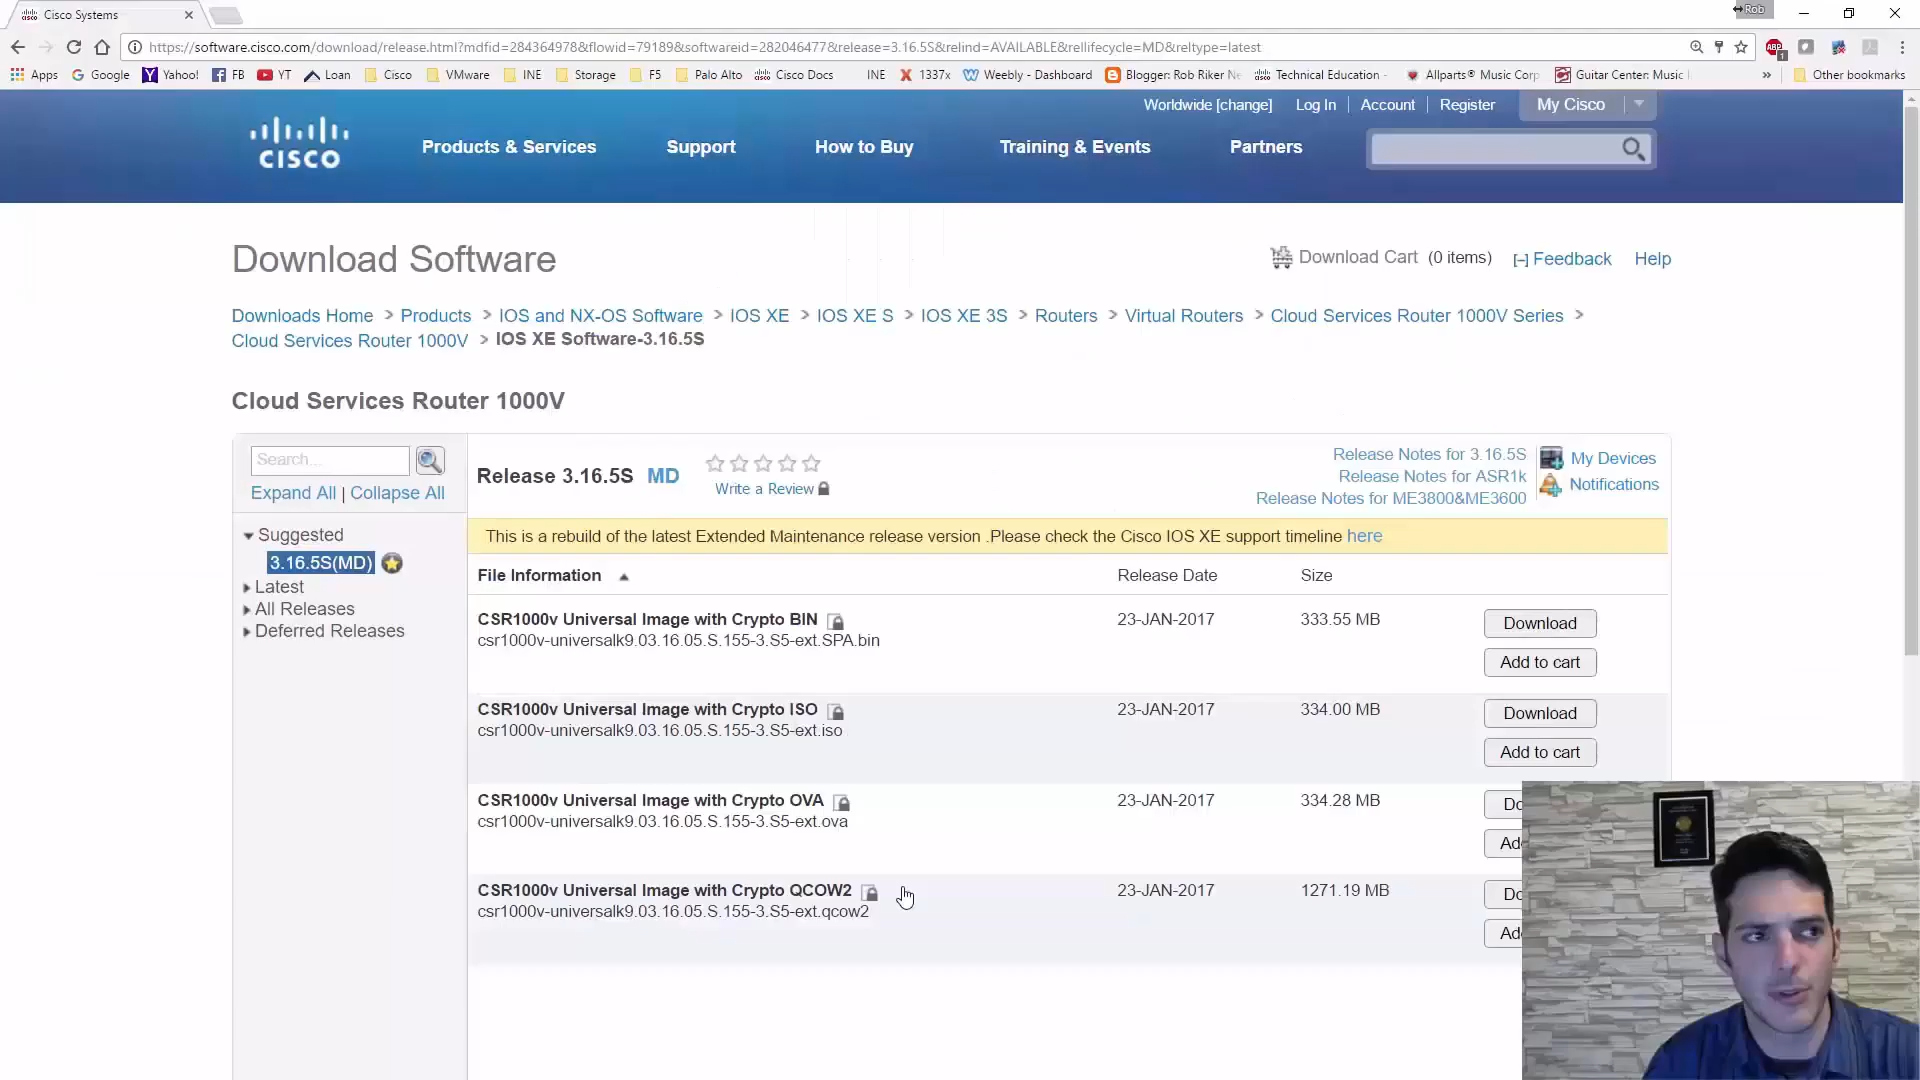 Cisco Systems
Rob
https://software.cisco.com/download/release.html?mdfid=284364978&flowid=79189&softwareid=282046477&release=3.16.5S&relind=AVAILABLE&rellifecycle=MD&reltype=latest
Apps Google Yahoo! FB YT Loan Cisco VMware INE Storage F5 Palo Alto Cisco Docs INE 1337x Weebly - Dashboard Blogger: Rob Riker Ne Technical Education - Allparts® Music Corp Guitar Center: Music » Other bookmarks
Worldwide [change] Log In Account Register My Cisco
CISCO
Products & Services Support How to Buy Training & Events Partners
Download Software
Download Cart (0 items) [–] Feedback Help
Downloads Home > Products > IOS and NX-OS Software > IOS XE > IOS XE S > IOS XE 3S > Routers > Virtual Routers > Cloud Services Router 1000V Series >
Cloud Services Router 1000V > IOS XE Software-3.16.5S
Cloud Services Router 1000V
Search...
Expand All | Collapse All
Suggested
3.16.5S(MD)
Latest
All Releases
Deferred Releases
Release 3.16.5S MD
Write a Review
Release Notes for 3.16.5S
Release Notes for ASR1k
Release Notes for ME3800&ME3600
My Devices
Notifications
This is a rebuild of the latest Extended Maintenance release version .Please check the Cisco IOS XE support timeline here
File Information Release Date Size
CSR1000v Universal Image with Crypto BIN 23-JAN-2017 333.55 MB Download
csr1000v-universalk9.03.16.05.S.155-3.S5-ext.SPA.bin
Add to cart
CSR1000v Universal Image with Crypto ISO 23-JAN-2017 334.00 MB Download
csr1000v-universalk9.03.16.05.S.155-3.S5-ext.iso
Add to cart
CSR1000v Universal Image with Crypto OVA 23-JAN-2017 334.28 MB Do
csr1000v-universalk9.03.16.05.S.155-3.S5-ext.ova
Ad
CSR1000v Universal Image with Crypto QCOW2 23-JAN-2017 1271.19 MB Do
csr1000v-universalk9.03.16.05.S.155-3.S5-ext.qcow2
Ad